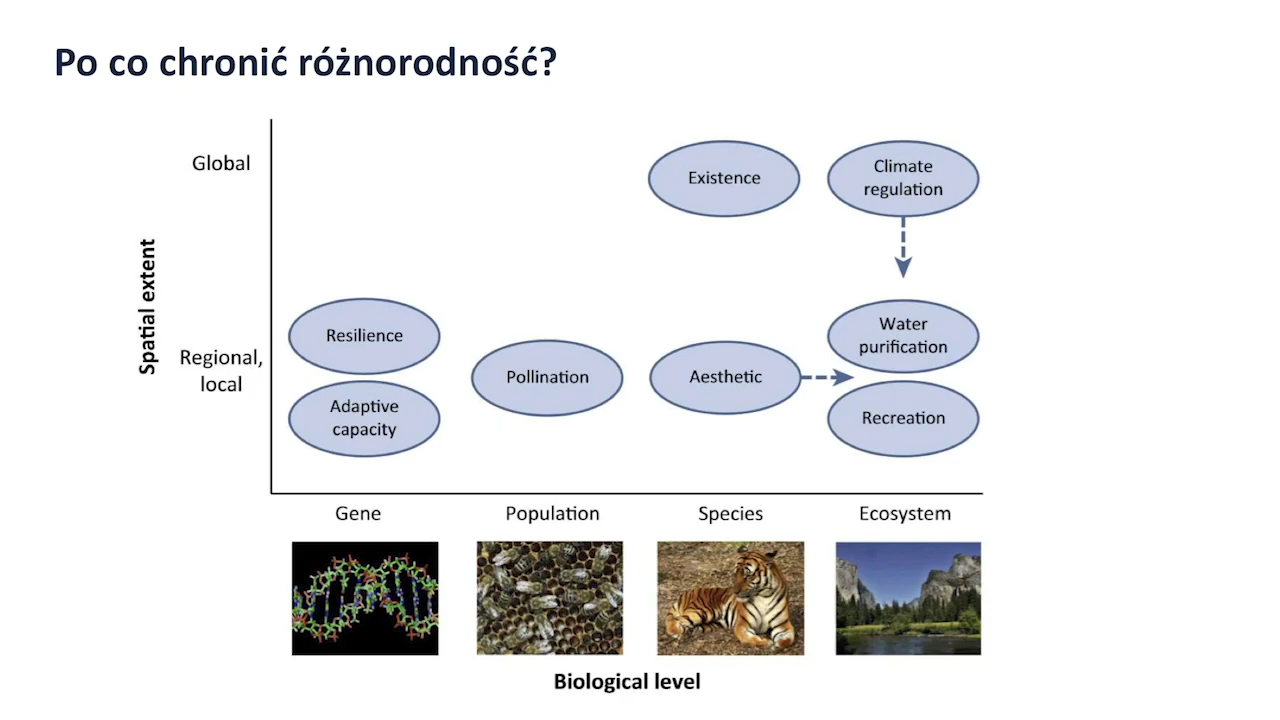 Po co chronić różnorodność?
Global
Existence
Climate
regulation
Spatial extent
Regional,
local
Resilience
Adaptive
capacity
Pollination
Aesthetic
Water
purification
Recreation
Gene
Population
Species
Ecosystem
Biological level